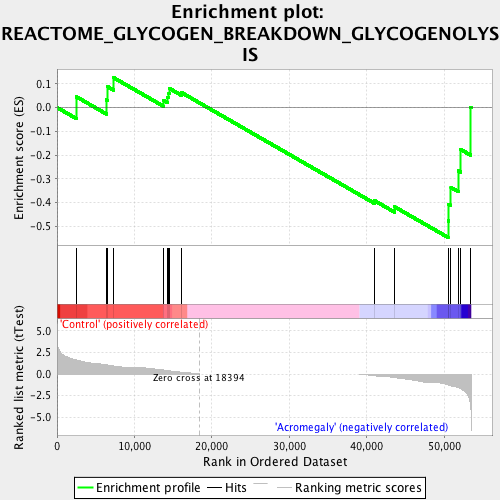 Enrichment plot:
REACTOME_GLYCOGEN_BREAKDOWN_GLYCOGENOLYS
IS
Enrichment score (ES)
0.1
0.0
-0.1
-0.2
-0.3
-0.4
-0.5
'Control' (positively correlated)
Ranked list metric (tTest)
5.0
2.5
0.0
-2.5
-5.0
Zero cross at 18394
'Acromegaly' (negatively correlated)
0
10,000
20,000
30,000
40,000
50,000
Rank in Ordered Dataset
Enrichment profile
Hits
Ranking metric scores